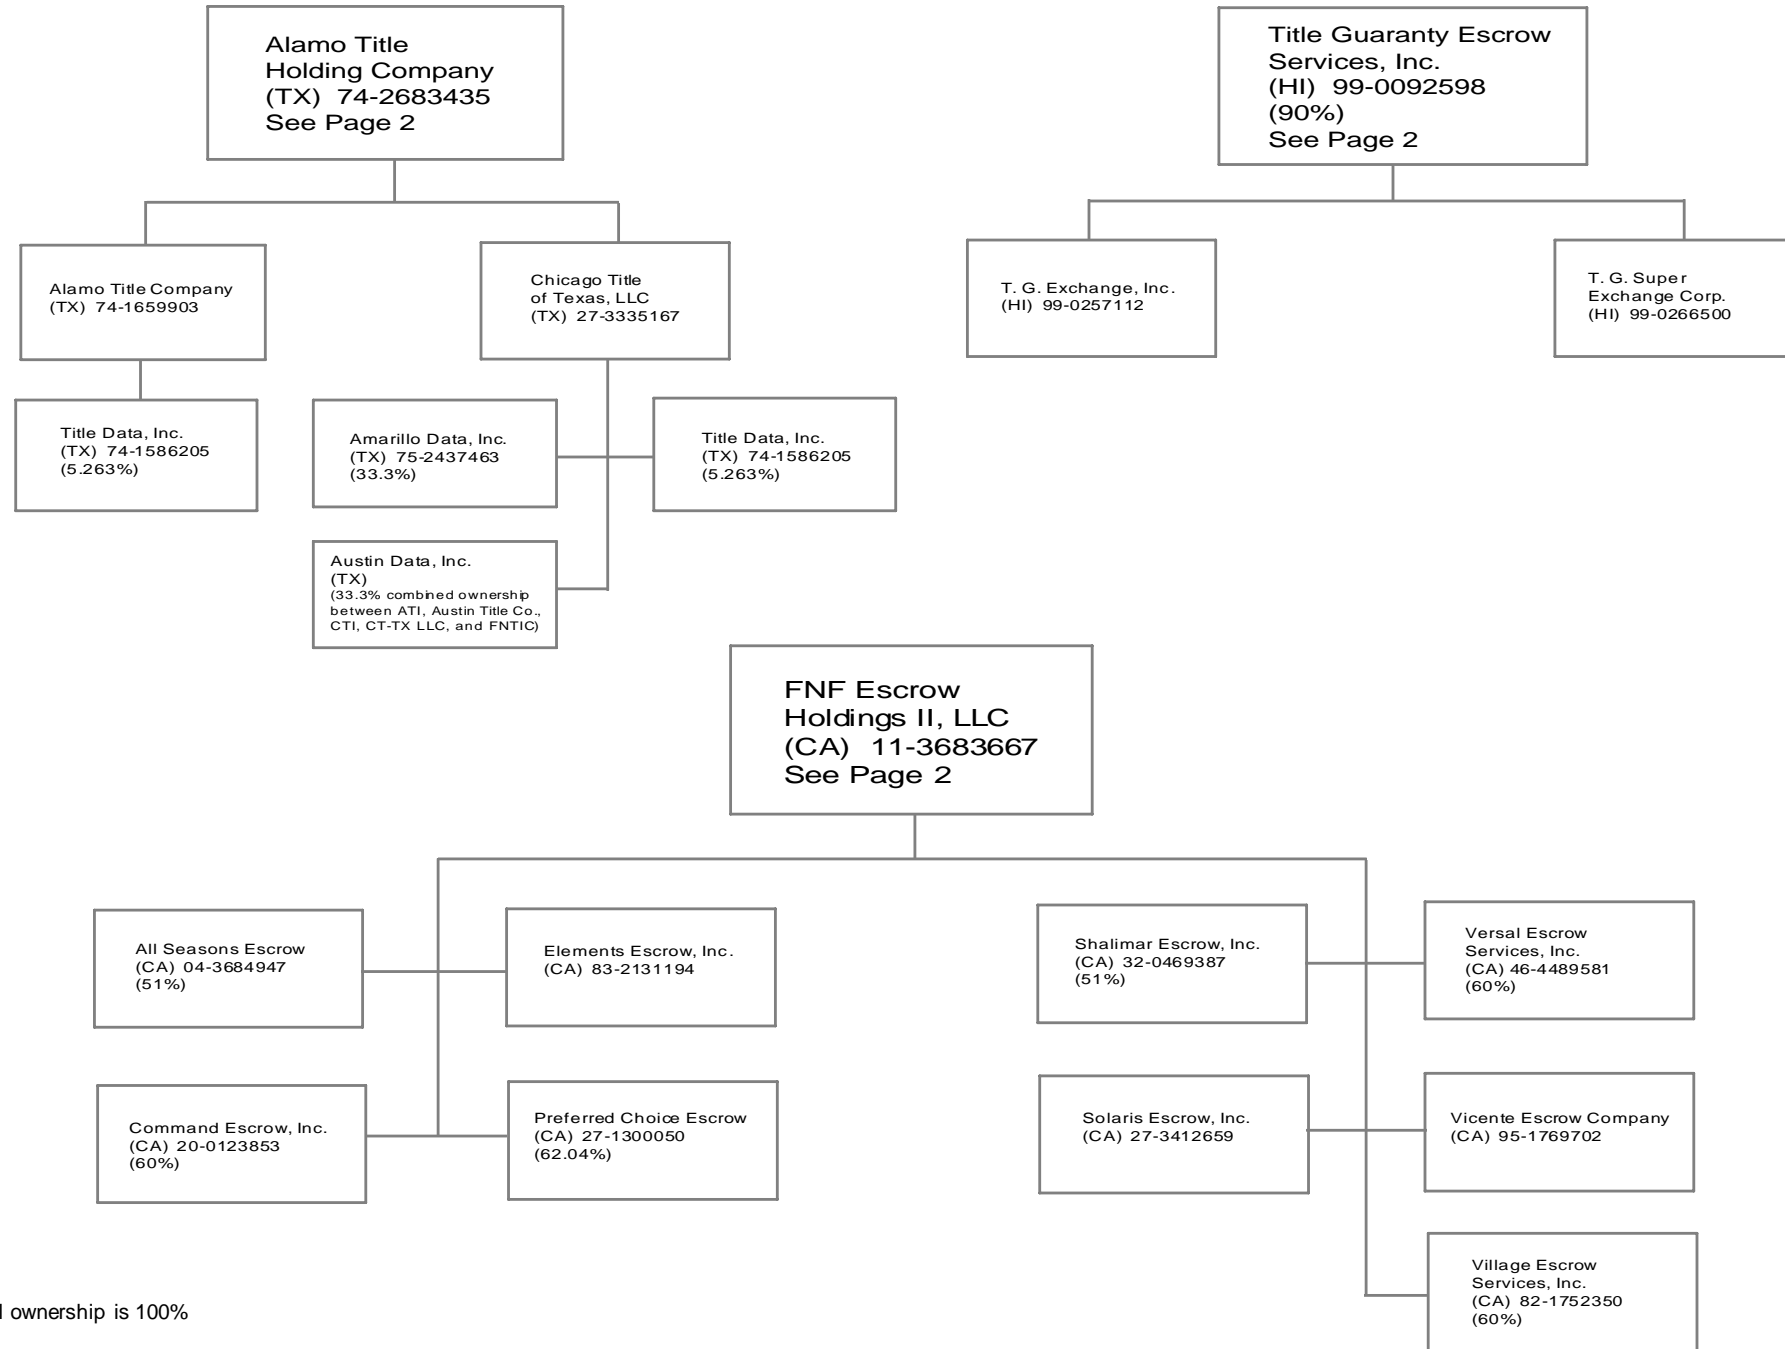 Alamo Title
Holding Company
(TX) 74-2683435
See Page 2
Title Guaranty Escrow
Services, Inc.
(HI) 99-0092598
(90%)
See Page 2
Alamo Title Company
(TX) 74-1659903
Chicago Title
of Texas, LLC
(TX) 27-3335167
T. G. Exchange, Inc.
(HI) 99-0257112
T. G. Super
Exchange Corp.
(HI) 99-0266500
Title Data, Inc.
(TX) 74-1586205
(5.263%)
Amarillo Data, Inc.
(TX) 75-2437463
(33.3%)
Title Data, Inc.
(TX) 74-1586205
(5.263%)
Austin Data, Inc.
(TX)
(33.3% combined ownership
between ATI, Austin Title Co.,
CTI, CT-TX LLC, and FNTIC)
FNF Escrow
Holdings II, LLC
(CA) 11-3683667
See Page 2
All Seasons Escrow
(CA) 04-3684947
(51%)
Elements Escrow, Inc.
(CA) 83-2131194
Shalimar Escrow, Inc.
(CA) 32-0469387
(51%)
Versal Escrow
Services, Inc.
(CA) 46-4489581
(60%)
Command Escrow, Inc.
(CA) 20-0123853
(60%)
Preferred Choice Escrow
(CA) 27-1300050
(62.04%)
Solaris Escrow, Inc.
(CA) 27-3412659
Vicente Escrow Company
(CA) 95-1769702
Village Escrow
Services, Inc.
(CA) 82-1752350
(60%)
ownership is 100%